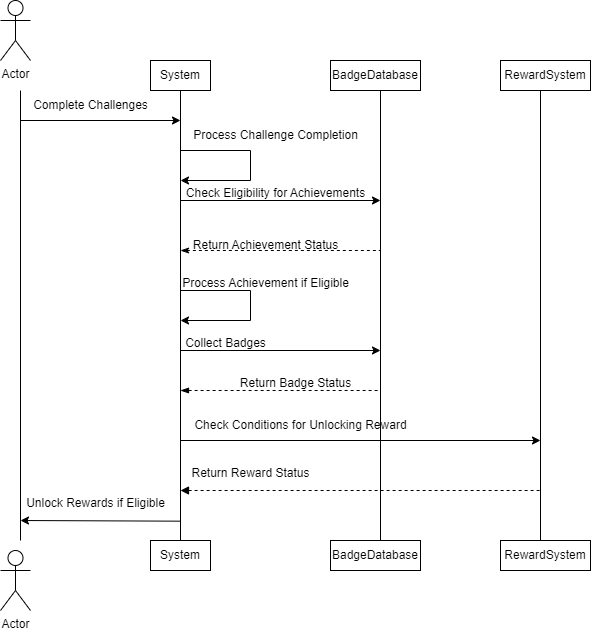 Actor
System
BadgeDatabase
RewardSystem
Complete Challenges
Process Challenge Completion
Check Eligibility for Achievements
Return Achievement Status
Process Achievement if Eligible
Collect Badges
Return Badge Status
Check Conditions for Unlocking Reward
Return Reward Status
Unlock Rewards if Eligible
System
BadgeDatabase
RewardSystem
Actor